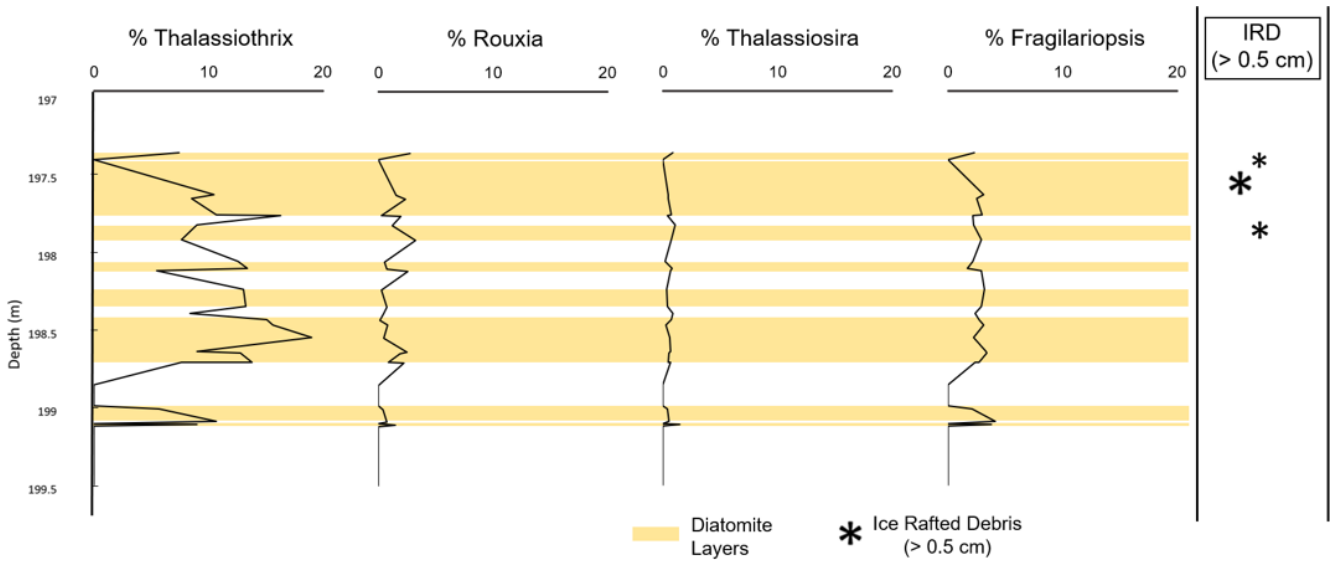 % Thalassiothrix
% Rouxia
% Thalassiosira
% Fragilariopsis
IRD
(> 0.5 cm)
0 10 20
0 10 20
0 10 20
0 10 20
Depth (m)
197
197.5
198
198.5
199
199.5
Diatomite
Layers
* Ice Rafted Debris
(> 0.5 cm)